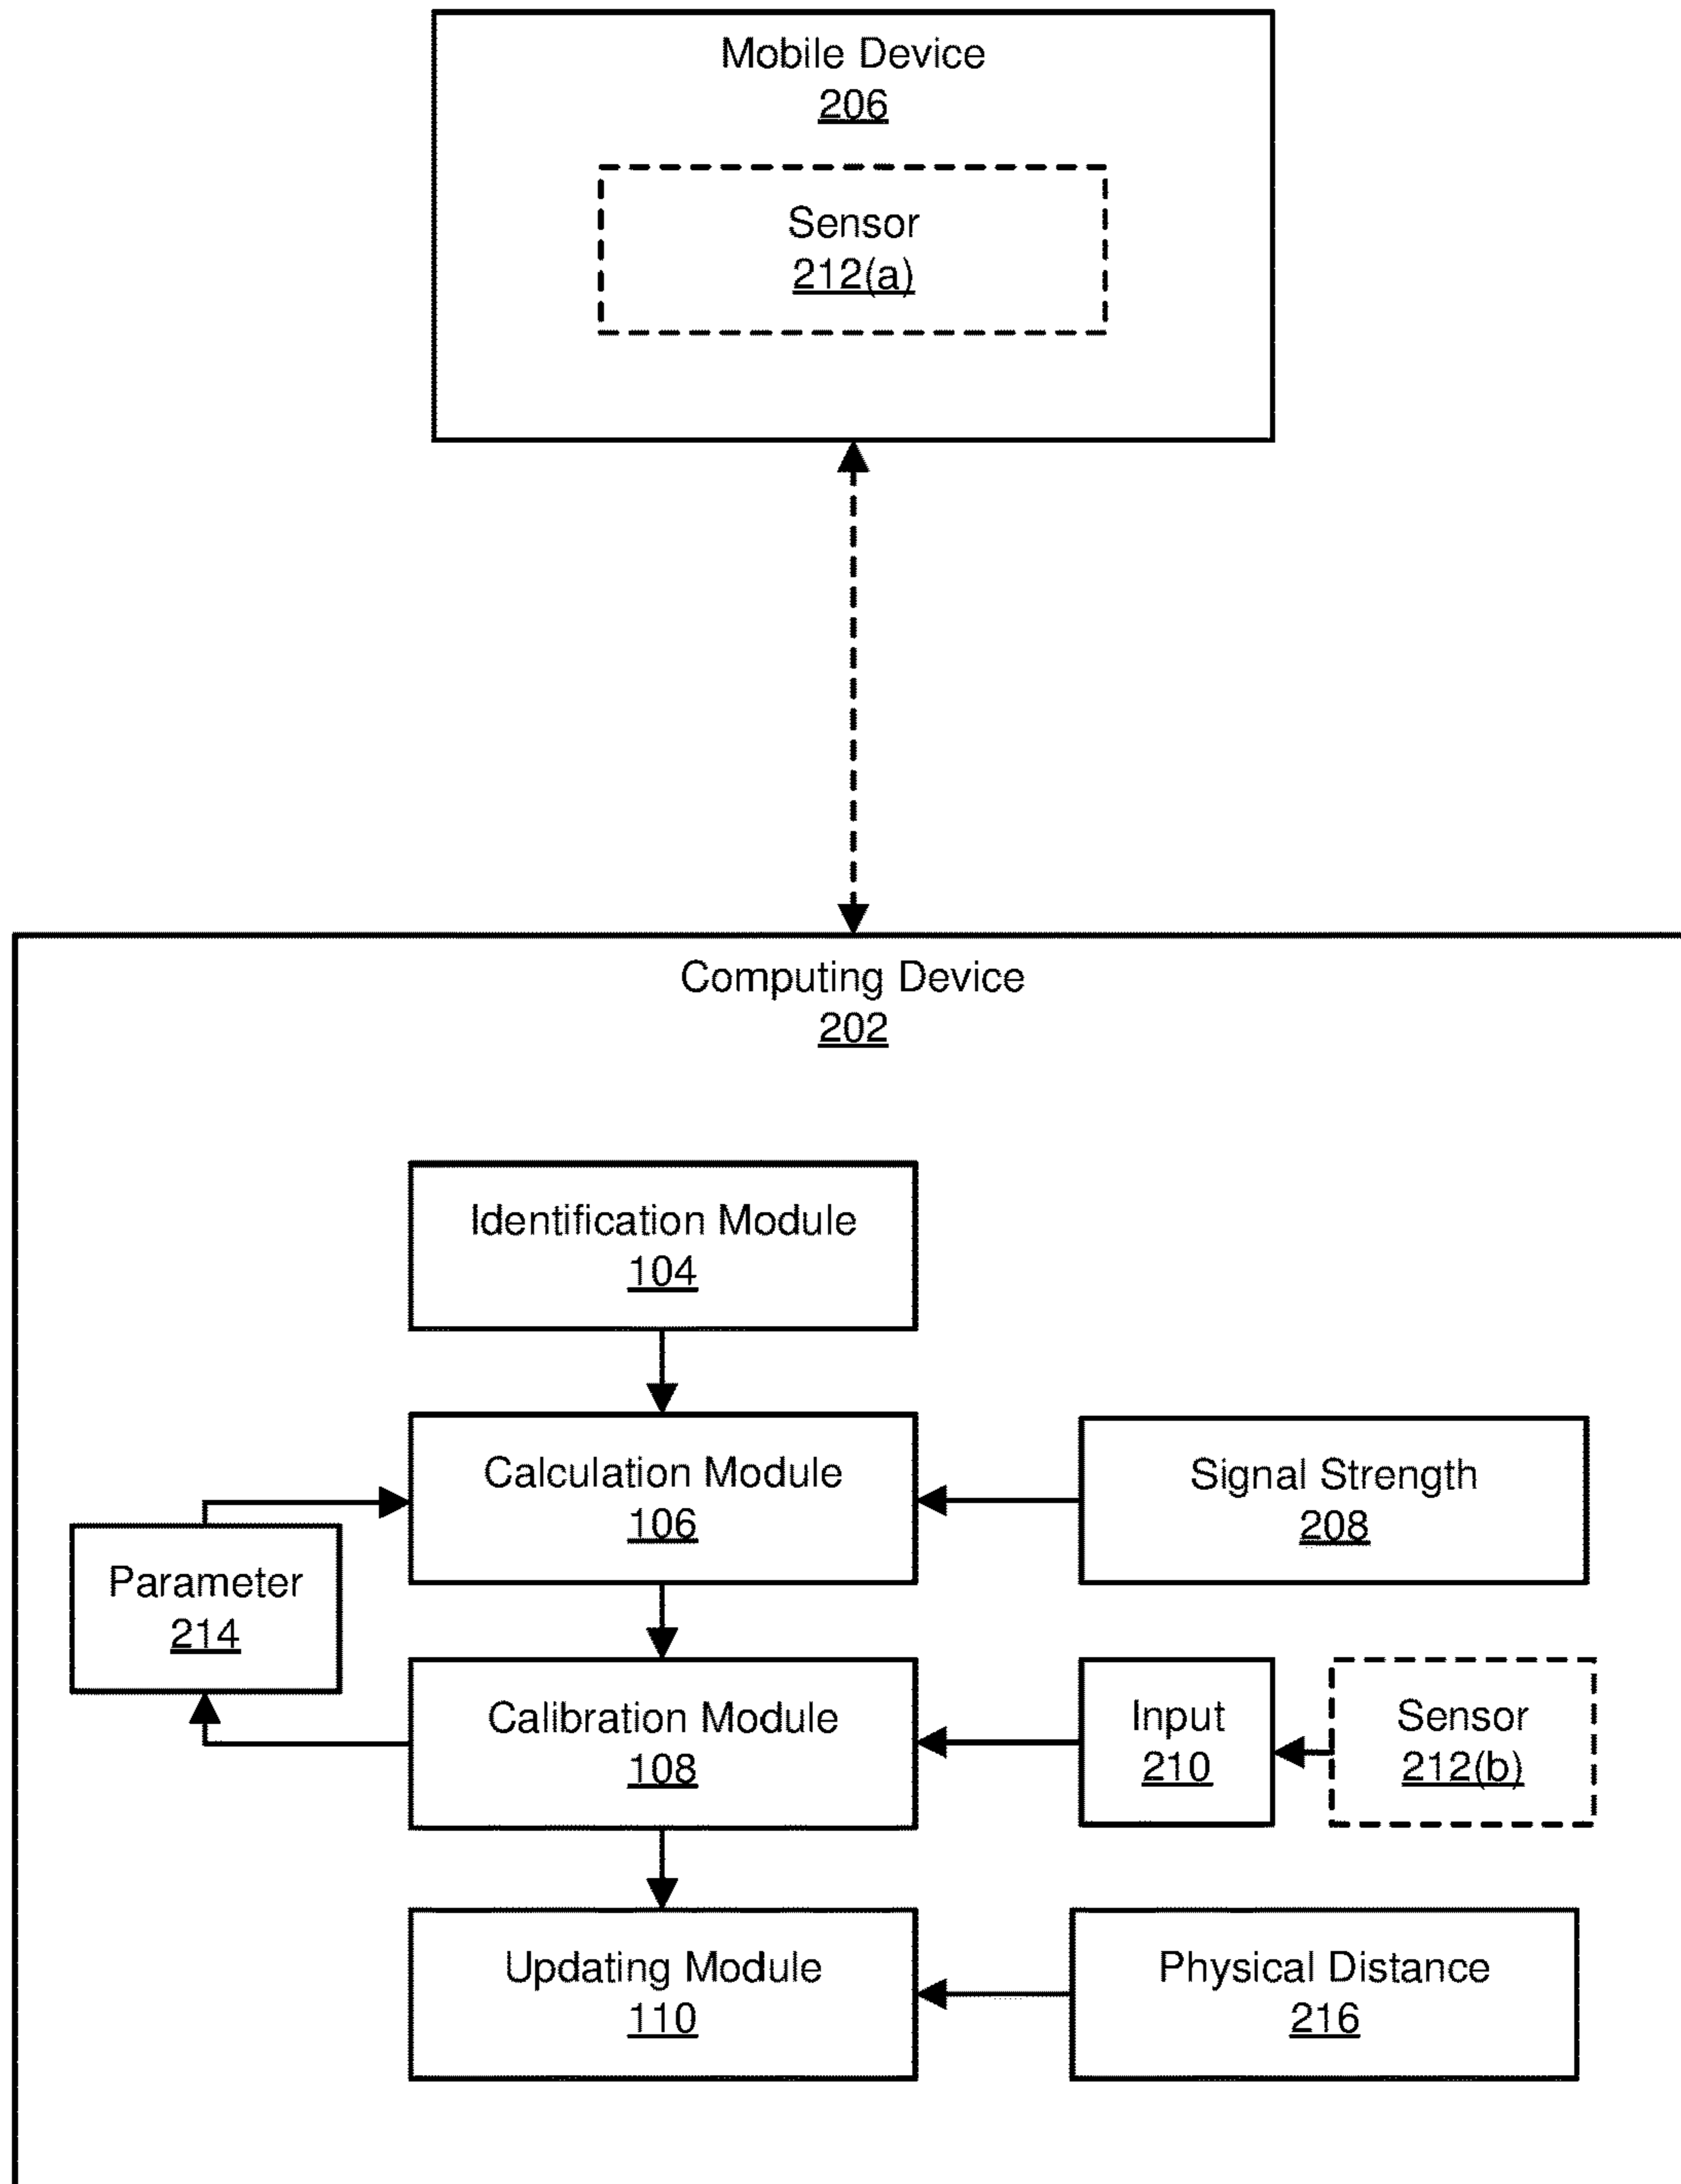 Mobile Device
206
Sensor
212(a)
Computing Device
202
Identification Module
104
Calculation Module
106
Signal Strength
208
Parameter
214
Calibration Module
108
Input
210
Sensor
212(b)
Updating Module
110
Physical Distance
216